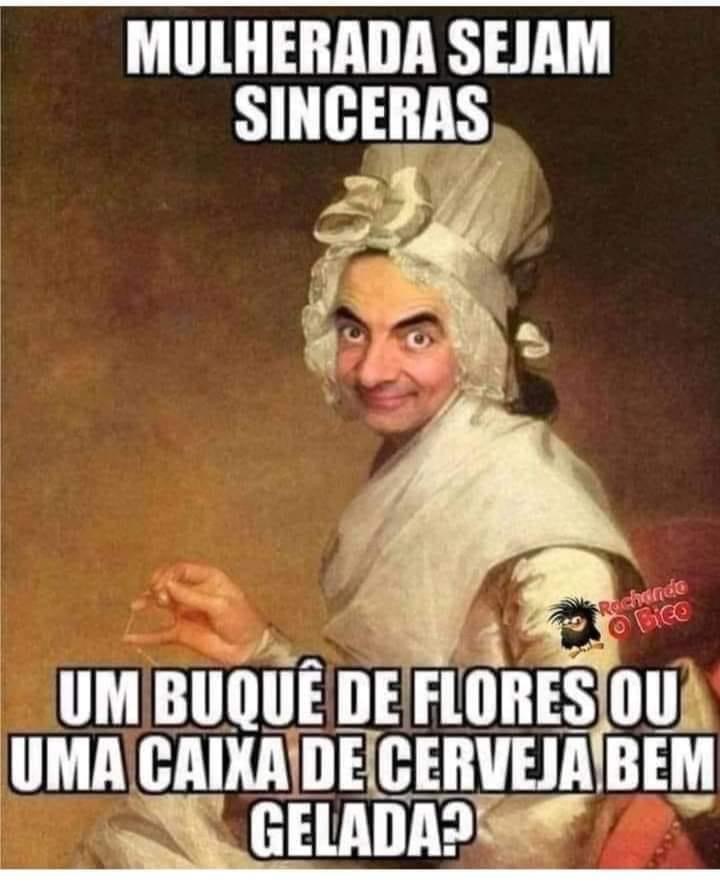 MULHERADA SEJAM
SINCERAS
Rachando
O Bico
UM BUQUÊ DE FLORES OU
UMA CAIXA DE CERVEJA BEM
GELADA?